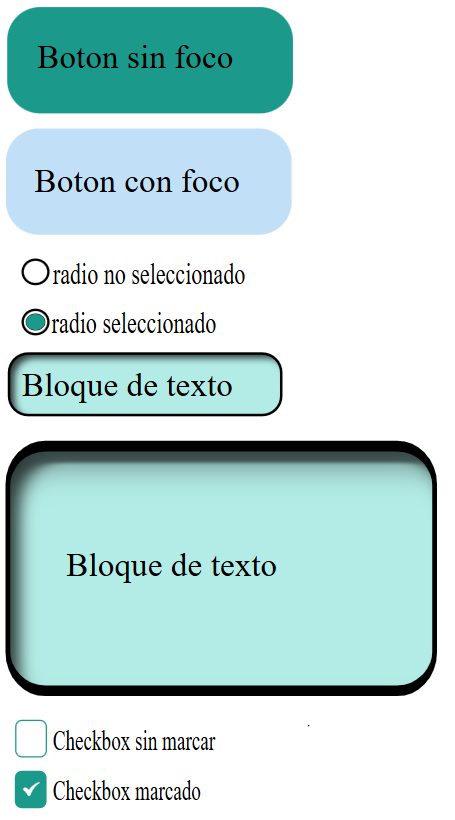 Boton sin foco
Boton con foco
radio no seleccionado
radio seleccionado
Bloque de texto
Bloque de texto
Checkbox sin marcar
Checkbox marcado